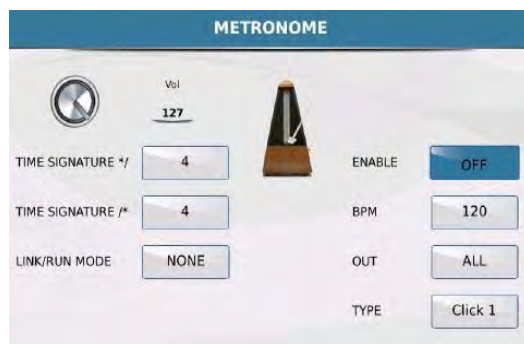 METRONOME
Vol
127
TIME SIGNATURE */ 4 ENABLE OFF
TIME SIGNATURE /* 4 BPM 120
LINK/RUN MODE NONE OUT ALL
TYPE Click 1